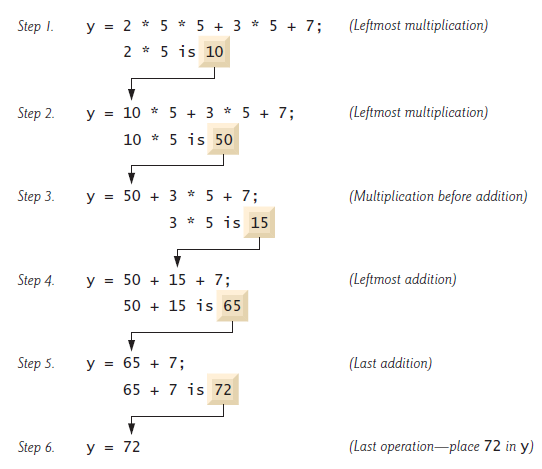 Step 1. y = 2 * 5 * 5 + 3 * 5 + 7; (Leftmost multiplication)
2 * 5 is 10
Step 2. y = 10 * 5 + 3 * 5 + 7; (Leftmost multiplication)
10 * 5 is 50
Step 3. y = 50 + 3 * 5 + 7; (Multiplication before addition)
3 * 5 is 15
Step 4. y = 50 + 15 + 7; (Leftmost addition)
50 + 15 is 65
Step 5. y = 65 + 7; (Last addition)
65 + 7 is 72
Step 6. y = 72 (Last operation—place 72 in y)